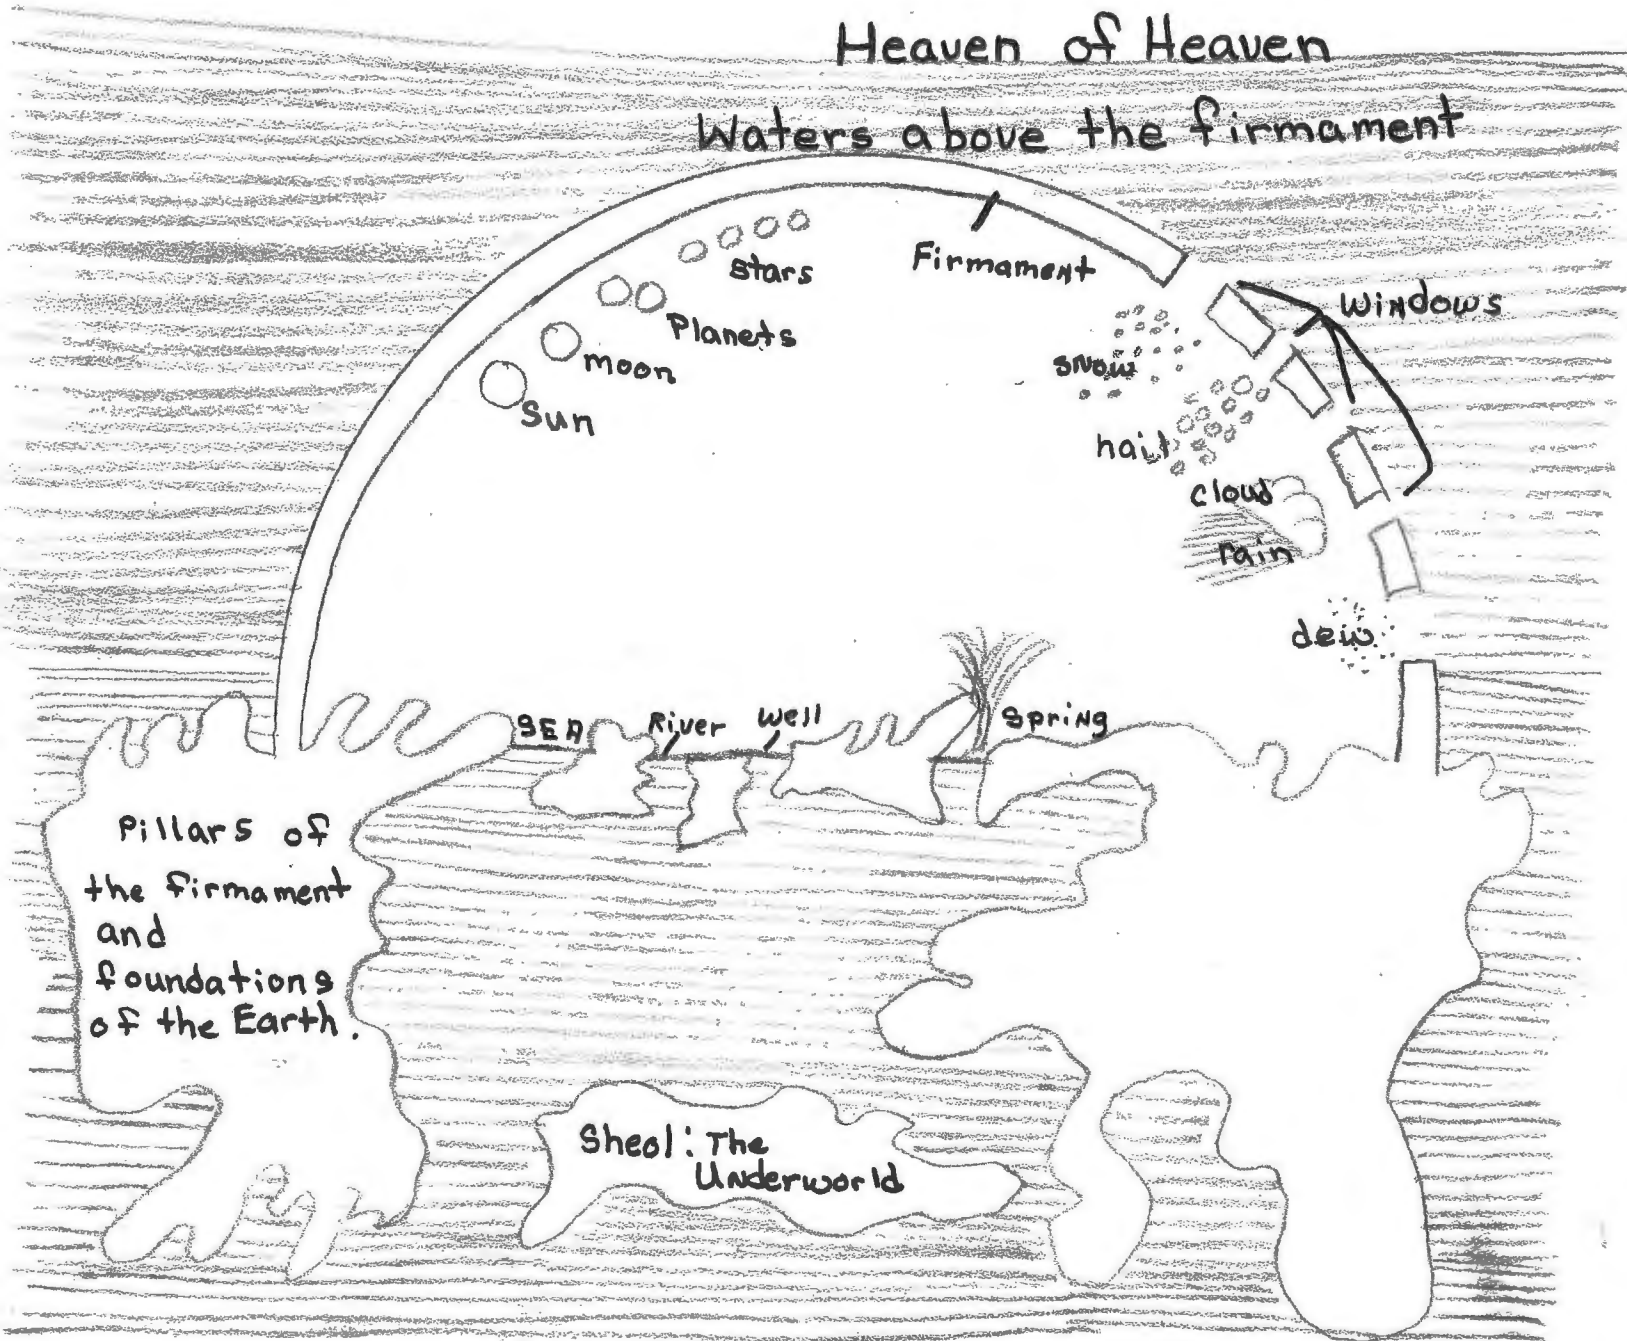 Heaven of Heaven
Waters above the firmament
Firmament
stars
Windows
Planets
moon
snow
Sun
hail
cloud
rain
dew
SEA River Well Spring
Pillars of
the firmament
and
foundations
of the Earth.
Sheol: The
Underworld